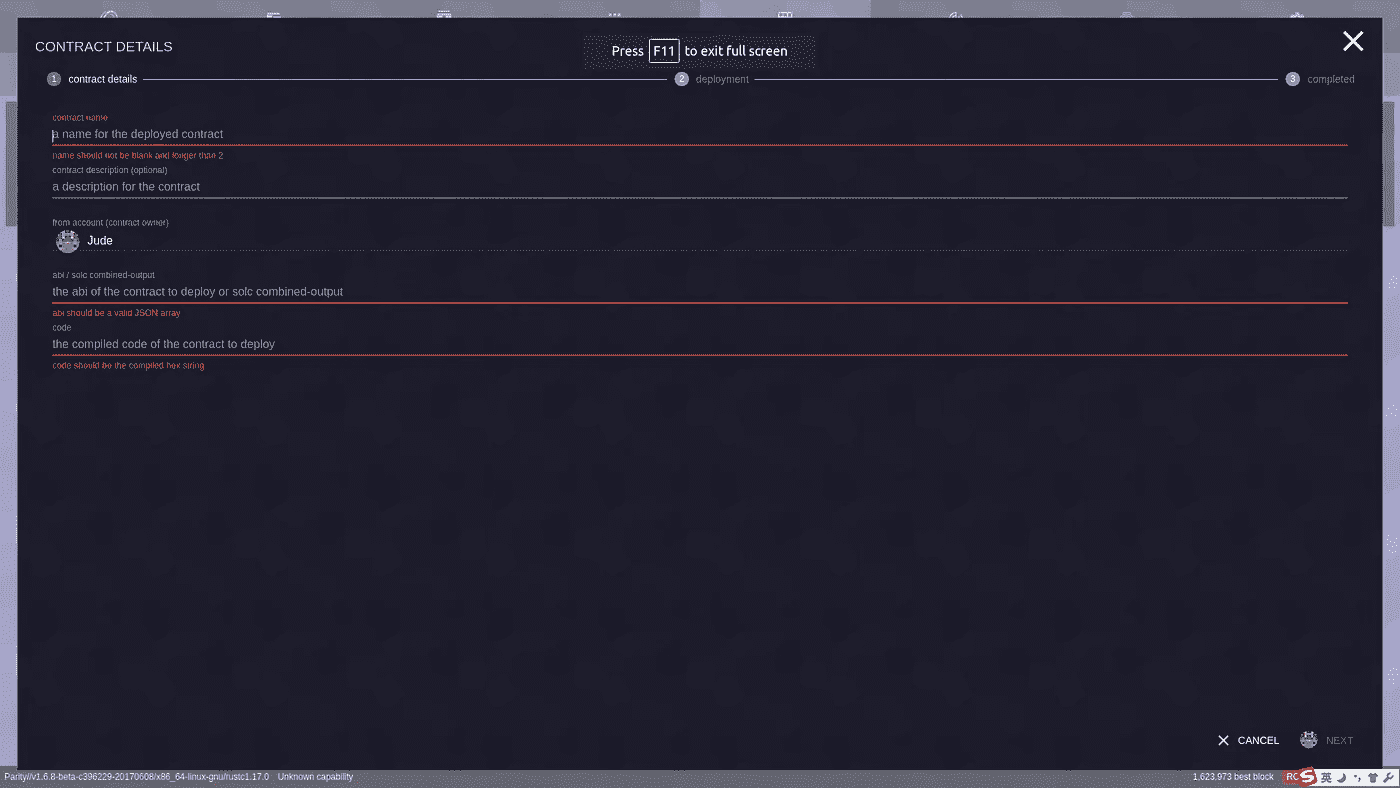 CONTRACT DETAILS
Press F11 to exit full screen
1 contract details
2 deployment
3 completed
contract name
a name for the deployed contract
name should not be blank and longer than 2
contract description (optional)
a description for the contract
from account (contract owner)
Jude
abi / solc combined-output
the abi of the contract to deploy or solc combined-output
abi should be a valid JSON array
code
the compiled code of the contract to deploy
code should be the compiled hex string
CANCEL
NEXT
Parity//v1.6.8-beta-c396229-20170608/x86_64-linux-gnu/rustc1.17.0 Unknown capability
1,623,973 best block
S 英